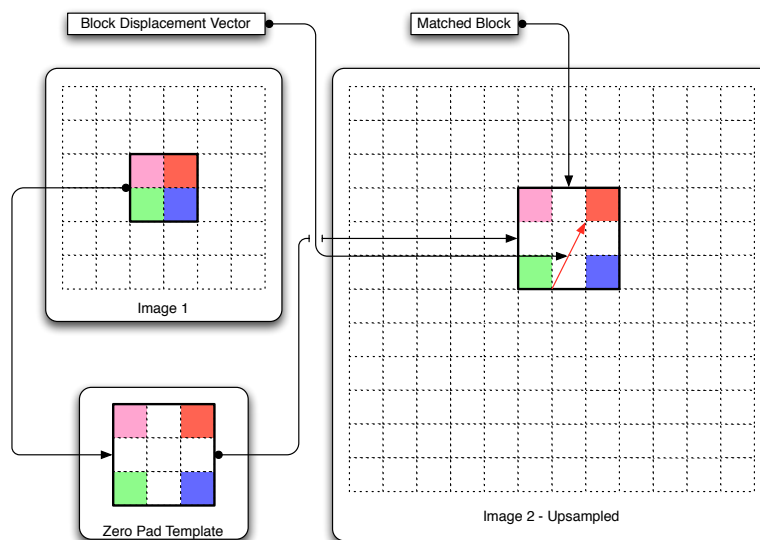 Block Displacement Vector
Matched Block
Image 1
Zero Pad Template
Image 2 - Upsampled